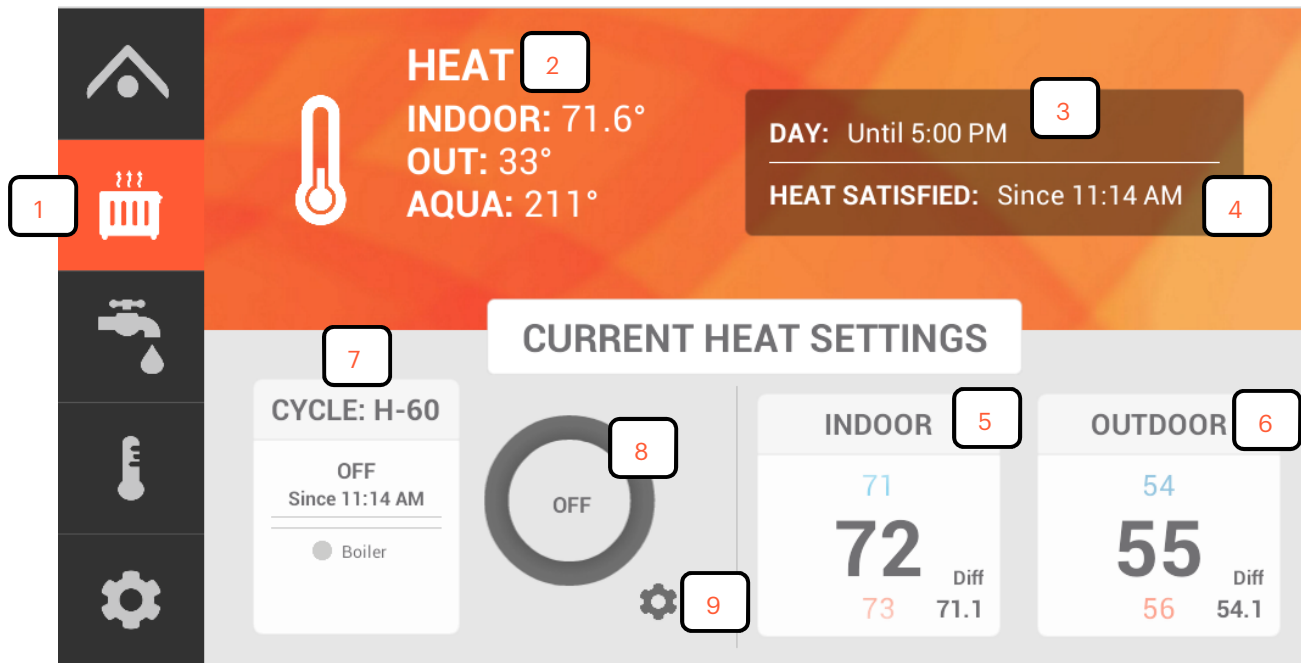 HEAT 2
INDOOR: 71.6°
OUT: 33°
AQUA: 211°
3
DAY: Until 5:00 PM
HEAT SATISFIED: Since 11:14 AM
4
1
CURRENT HEAT SETTINGS
7
CYCLE: H-60
OFF
Since 11:14 AM
Boiler
8
OFF
9
INDOOR 5
71
72
Diff
73 71.1
OUTDOOR 6
54
55
Diff
56 54.1